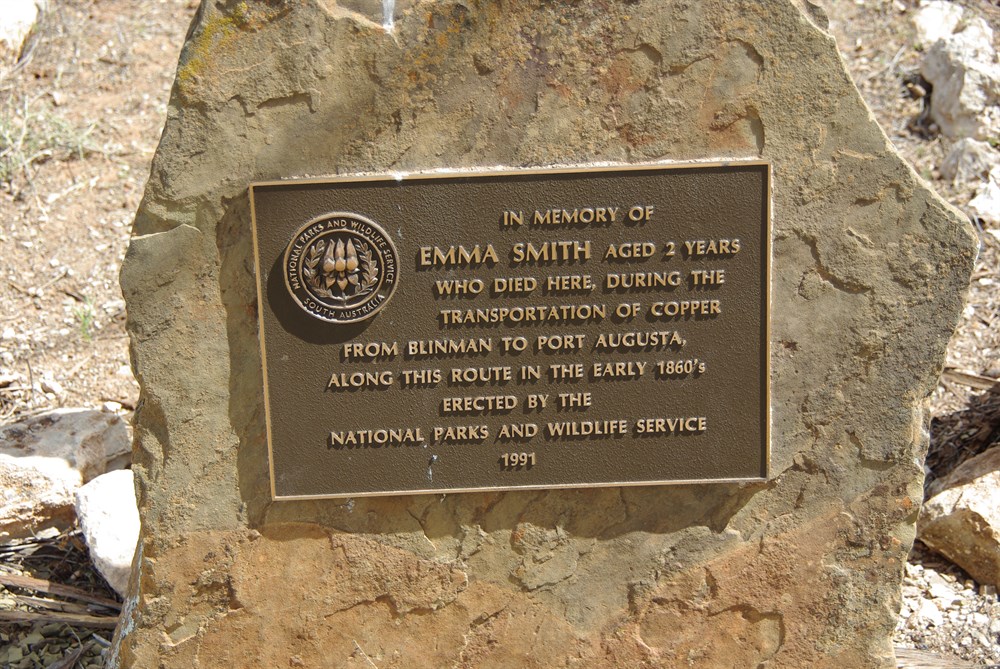 NATIONAL PARKS AND WILDLIFE SERVICE
SOUTH AUSTRALIA
IN MEMORY OF
EMMA SMITH AGED 2 YEARS
WHO DIED HERE, DURING THE
TRANSPORTATION OF COPPER
FROM BLINMAN TO PORT AUGUSTA,
ALONG THIS ROUTE IN THE EARLY 1860's
ERECTED BY THE
NATIONAL PARKS AND WILDLIFE SERVICE
1991